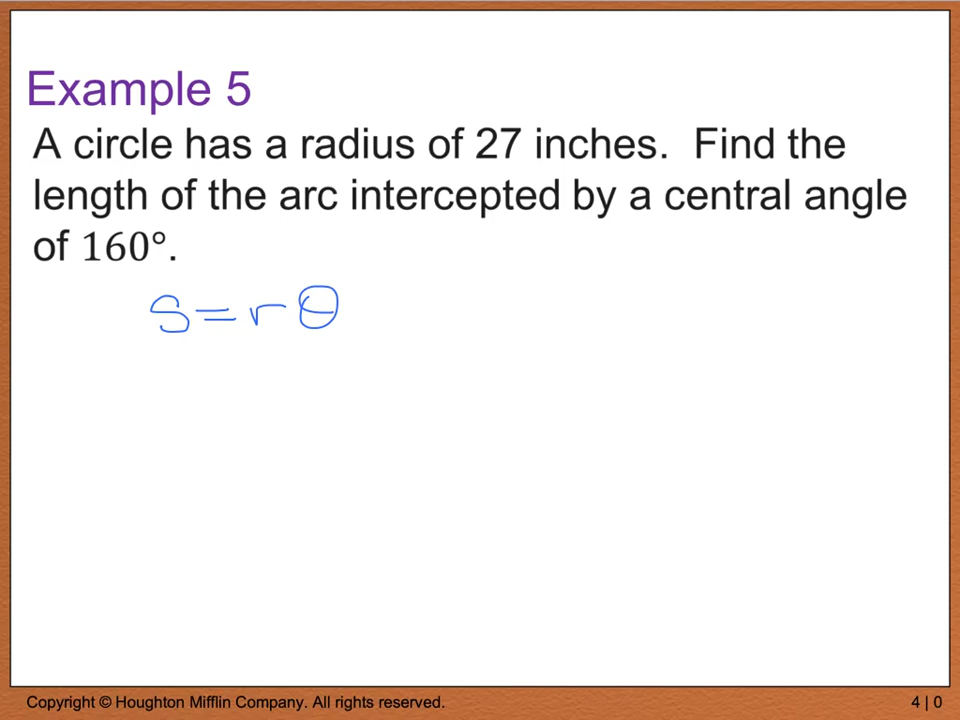 Example 5
A circle has a radius of 27 inches.  Find the
length of the arc intercepted by a central angle
of 160°.
s = r θ
Copyright © Houghton Mifflin Company. All rights reserved.
4 | 0